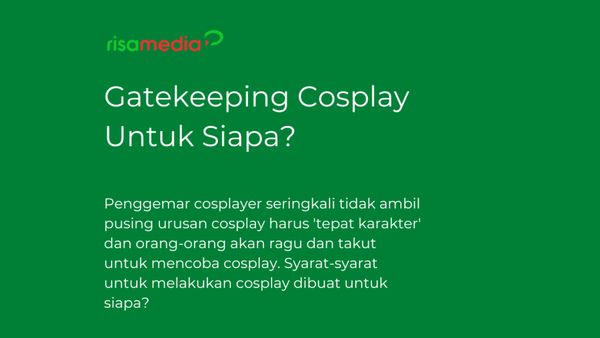 risamedia
Gatekeeping Cosplay
Untuk Siapa?
Penggemar cosplayer seringkali tidak ambil
pusing urusan cosplay harus 'tepat karakter'
dan orang-orang akan ragu dan takut
untuk mencoba cosplay. Syarat-syarat
untuk melakukan cosplay dibuat untuk
siapa?